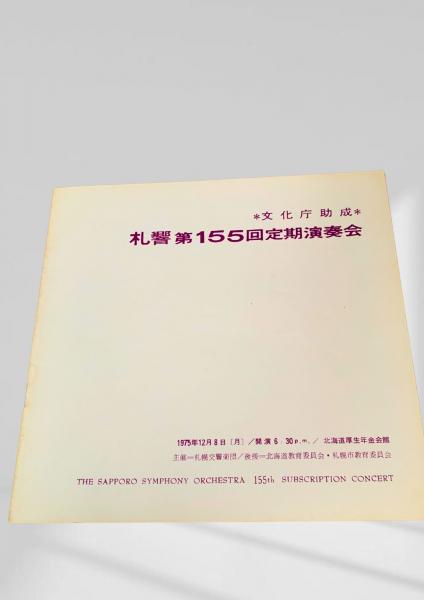 *文化庁助成*
札響第155回定期演奏会
1975年12月8日〔月〕/開演6:30p.m./北海道厚生年金会館
主催=札幌交響楽団/後援=北海道教育委員会・札幌市教育委員会
THE SAPPORO SYMPHONY ORCHESTRA 155th SUBSCRIPTION CONCERT